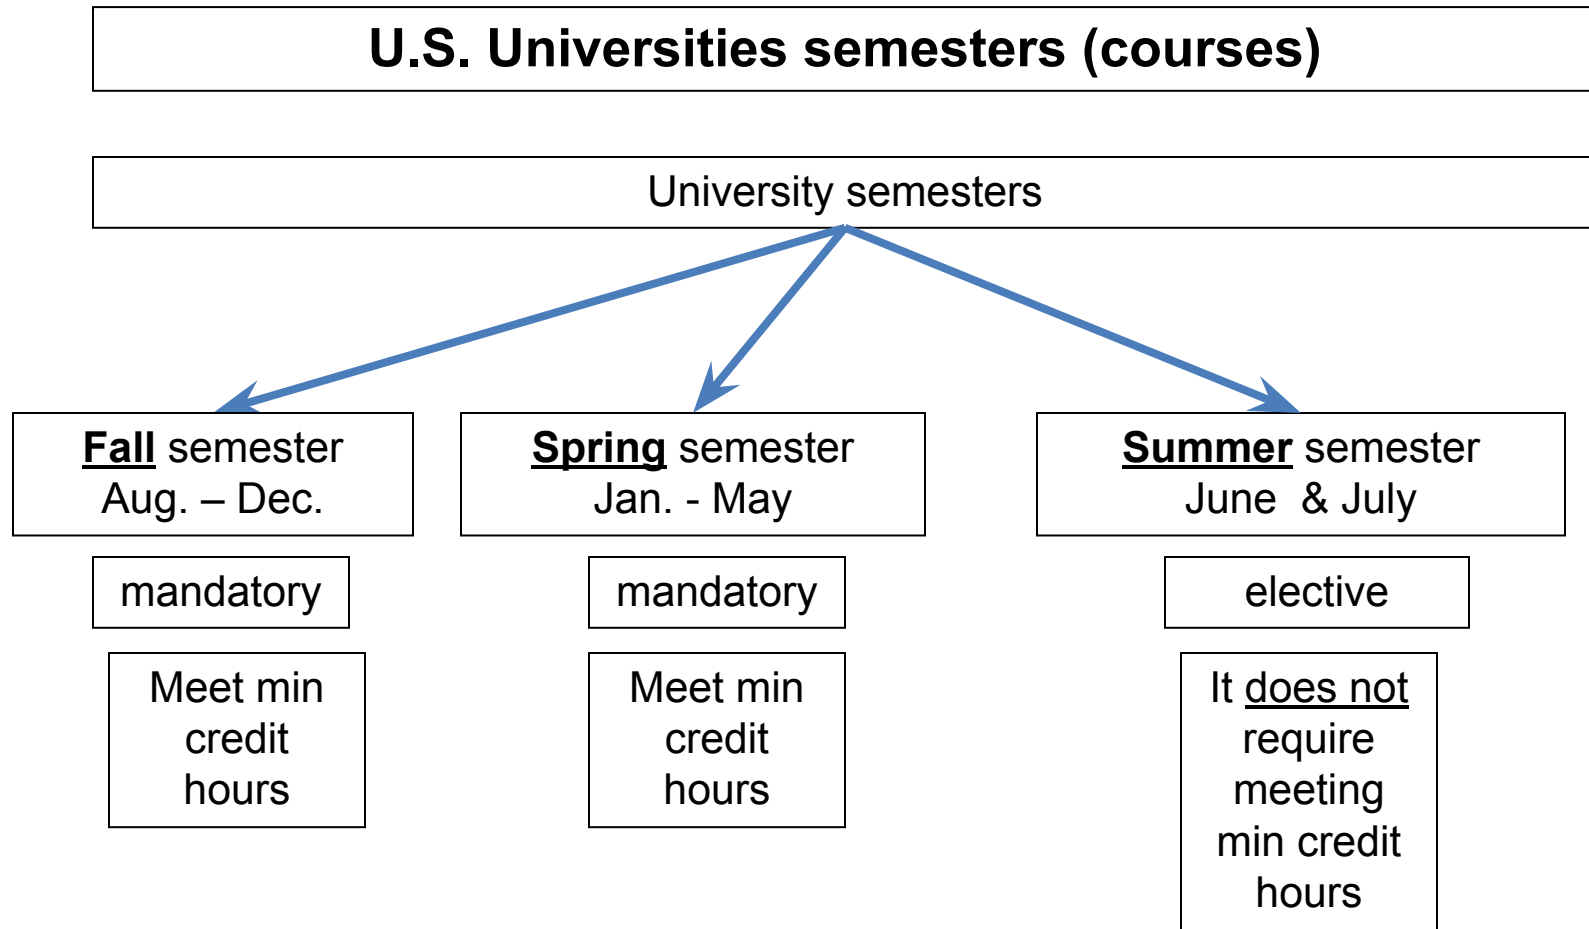 U.S. Universities semesters (courses)
University semesters
Fall semester
Aug. – Dec.
Spring semester
Jan. - May
Summer semester
June & July
mandatory
mandatory
elective
Meet min
credit
hours
Meet min
credit
hours
It does not
require
meeting
min credit
hours